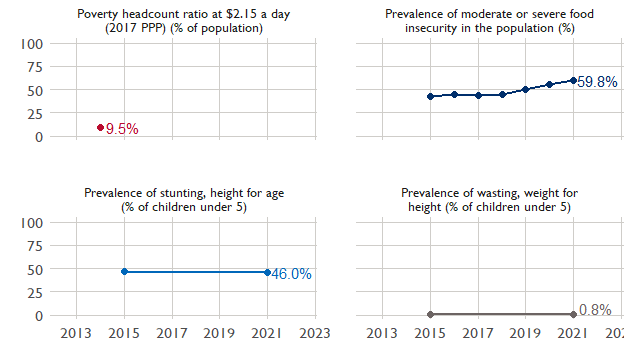 Poverty headcount ratio at $2.15 a day
(2017 PPP) (% of population)
100
75
50
25
0
9.5%
Prevalence of moderate or severe food
insecurity in the population (%)
59.8%
Prevalence of stunting, height for age
(% of children under 5)
100
75
50
25
0
46.0%
2013 2015 2017 2019 2021 2023
Prevalence of wasting, weight for
height (% of children under 5)
0.8%
2013 2015 2017 2019 2021